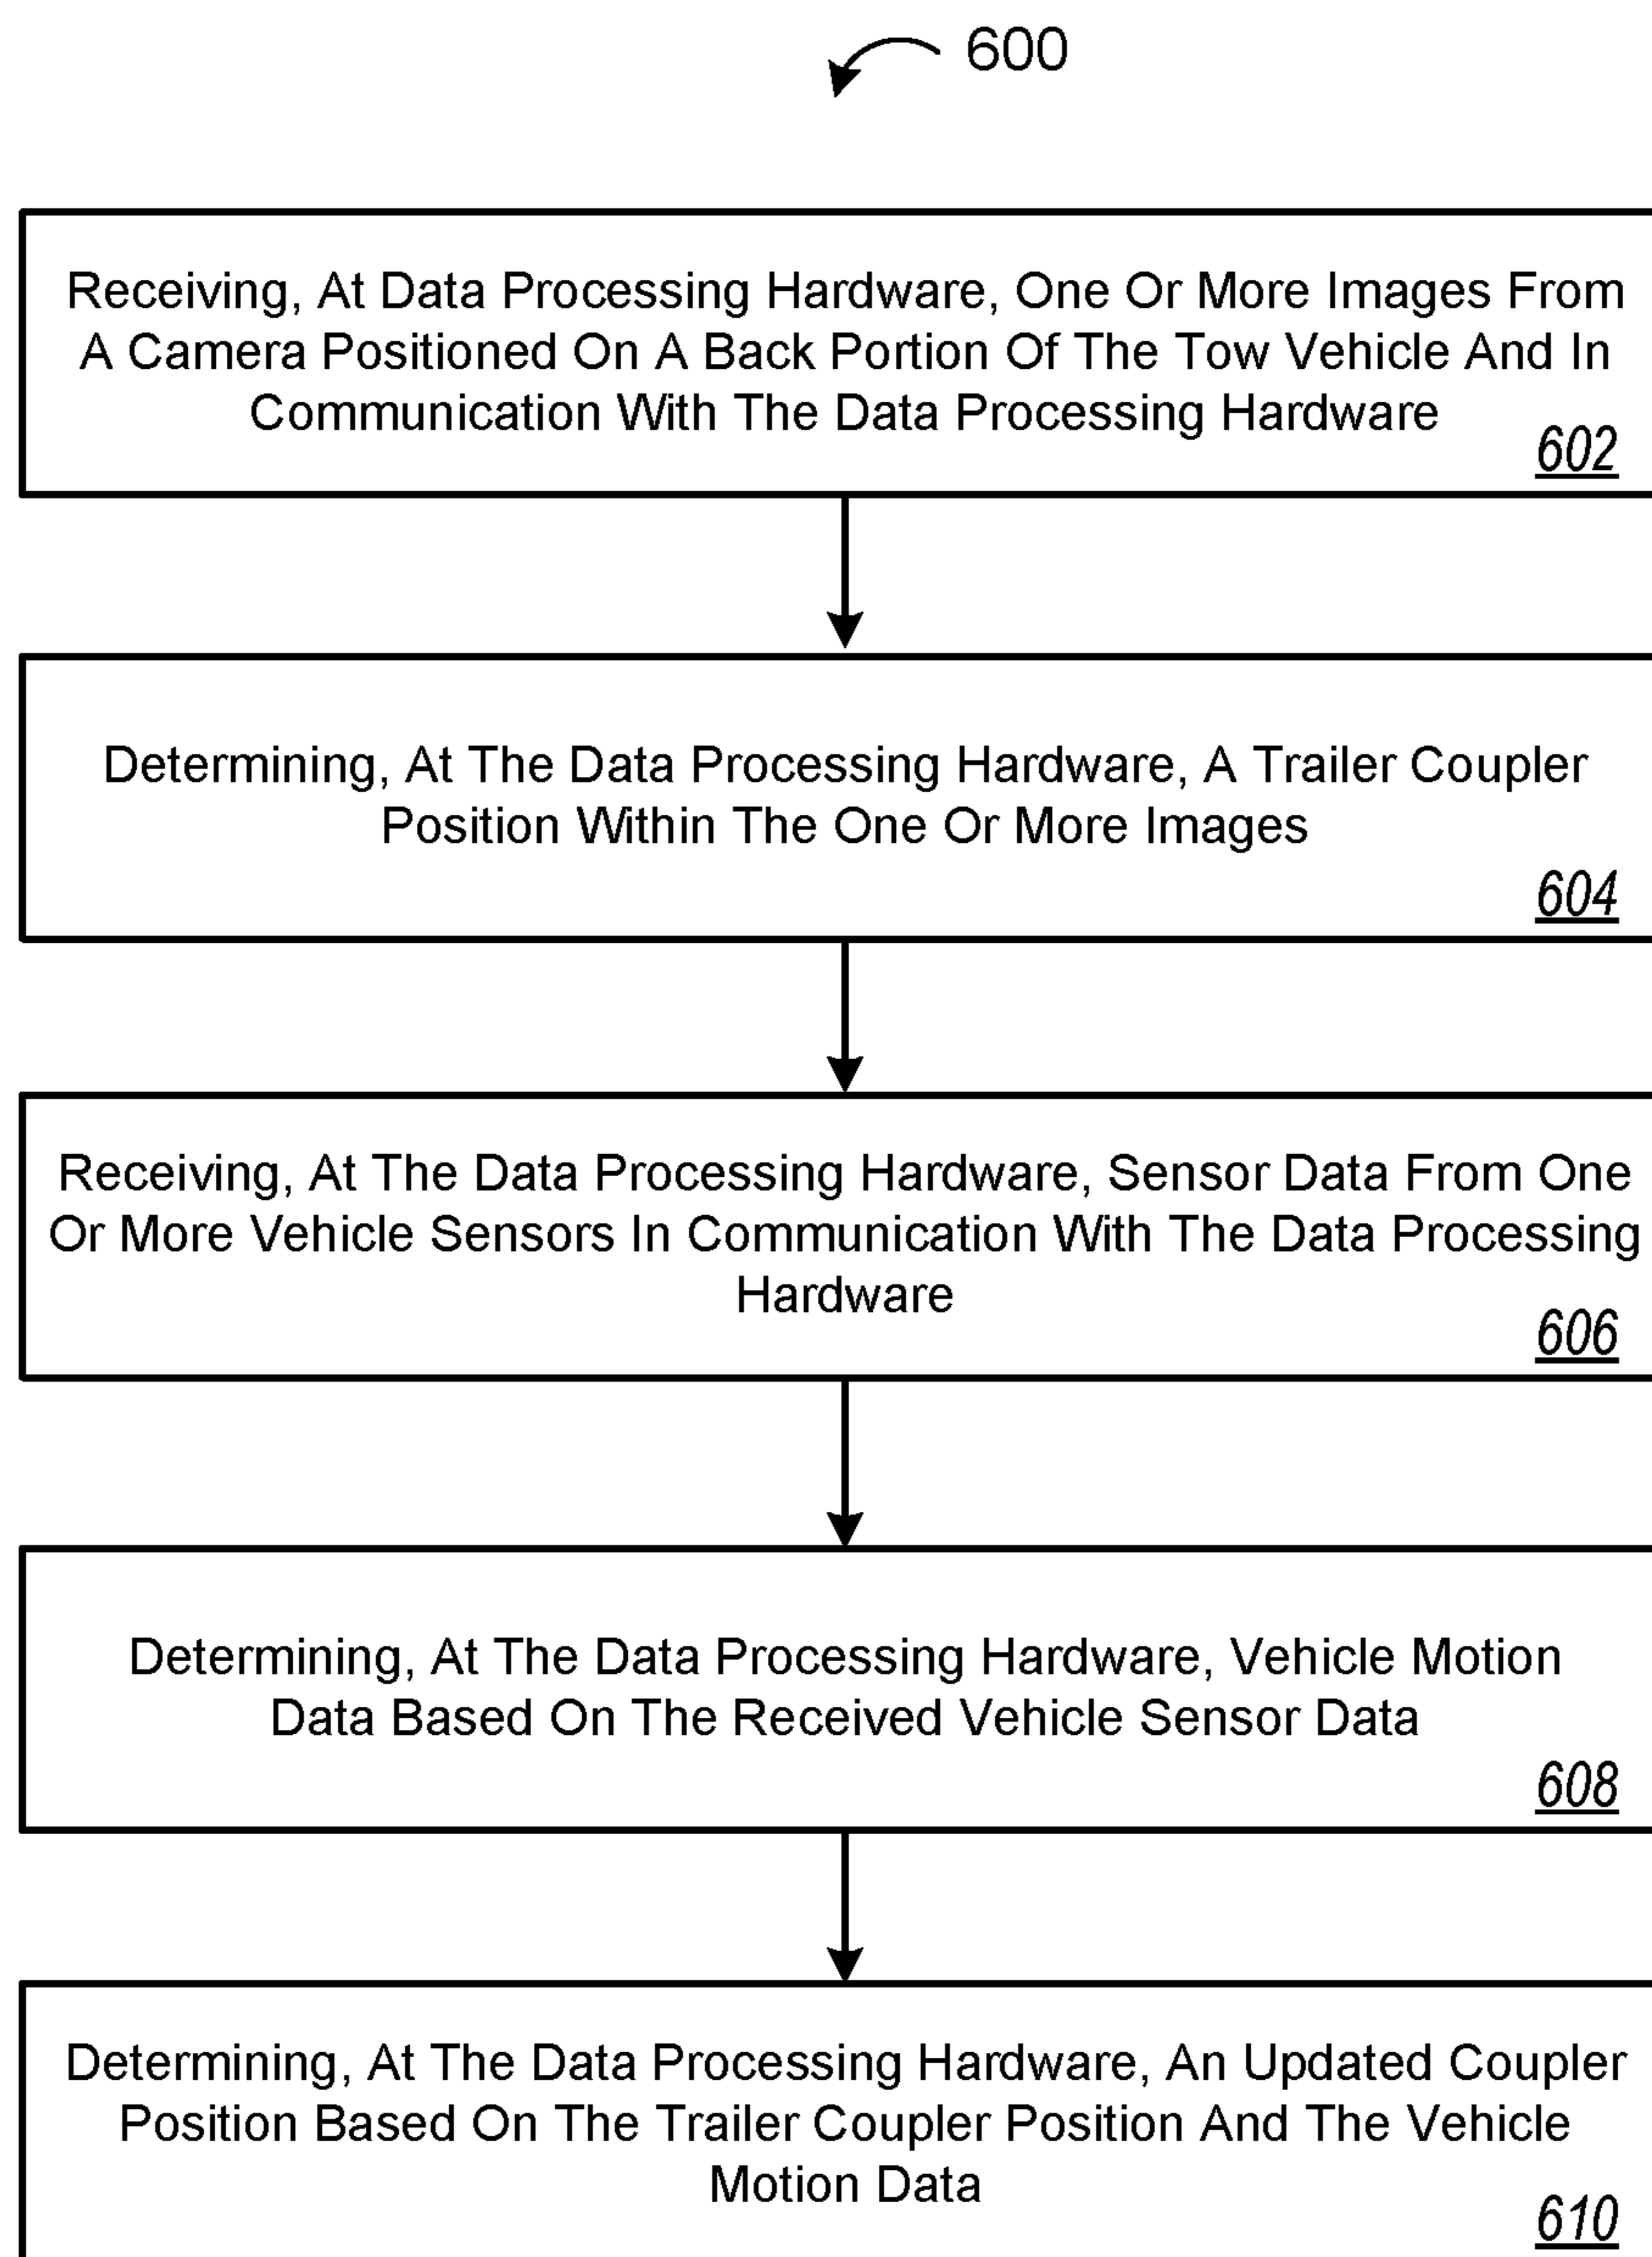 600
Receiving, At Data Processing Hardware, One Or More Images From
A Camera Positioned On A Back Portion Of The Tow Vehicle And In
Communication With The Data Processing Hardware
602
Determining, At The Data Processing Hardware, A Trailer Coupler
Position Within The One Or More Images
604
Receiving, At The Data Processing Hardware, Sensor Data From One
Or More Vehicle Sensors In Communication With The Data Processing
Hardware
606
Determining, At The Data Processing Hardware, Vehicle Motion
Data Based On The Received Vehicle Sensor Data
608
Determining, At The Data Processing Hardware, An Updated Coupler
Position Based On The Trailer Coupler Position And The Vehicle
Motion Data
610